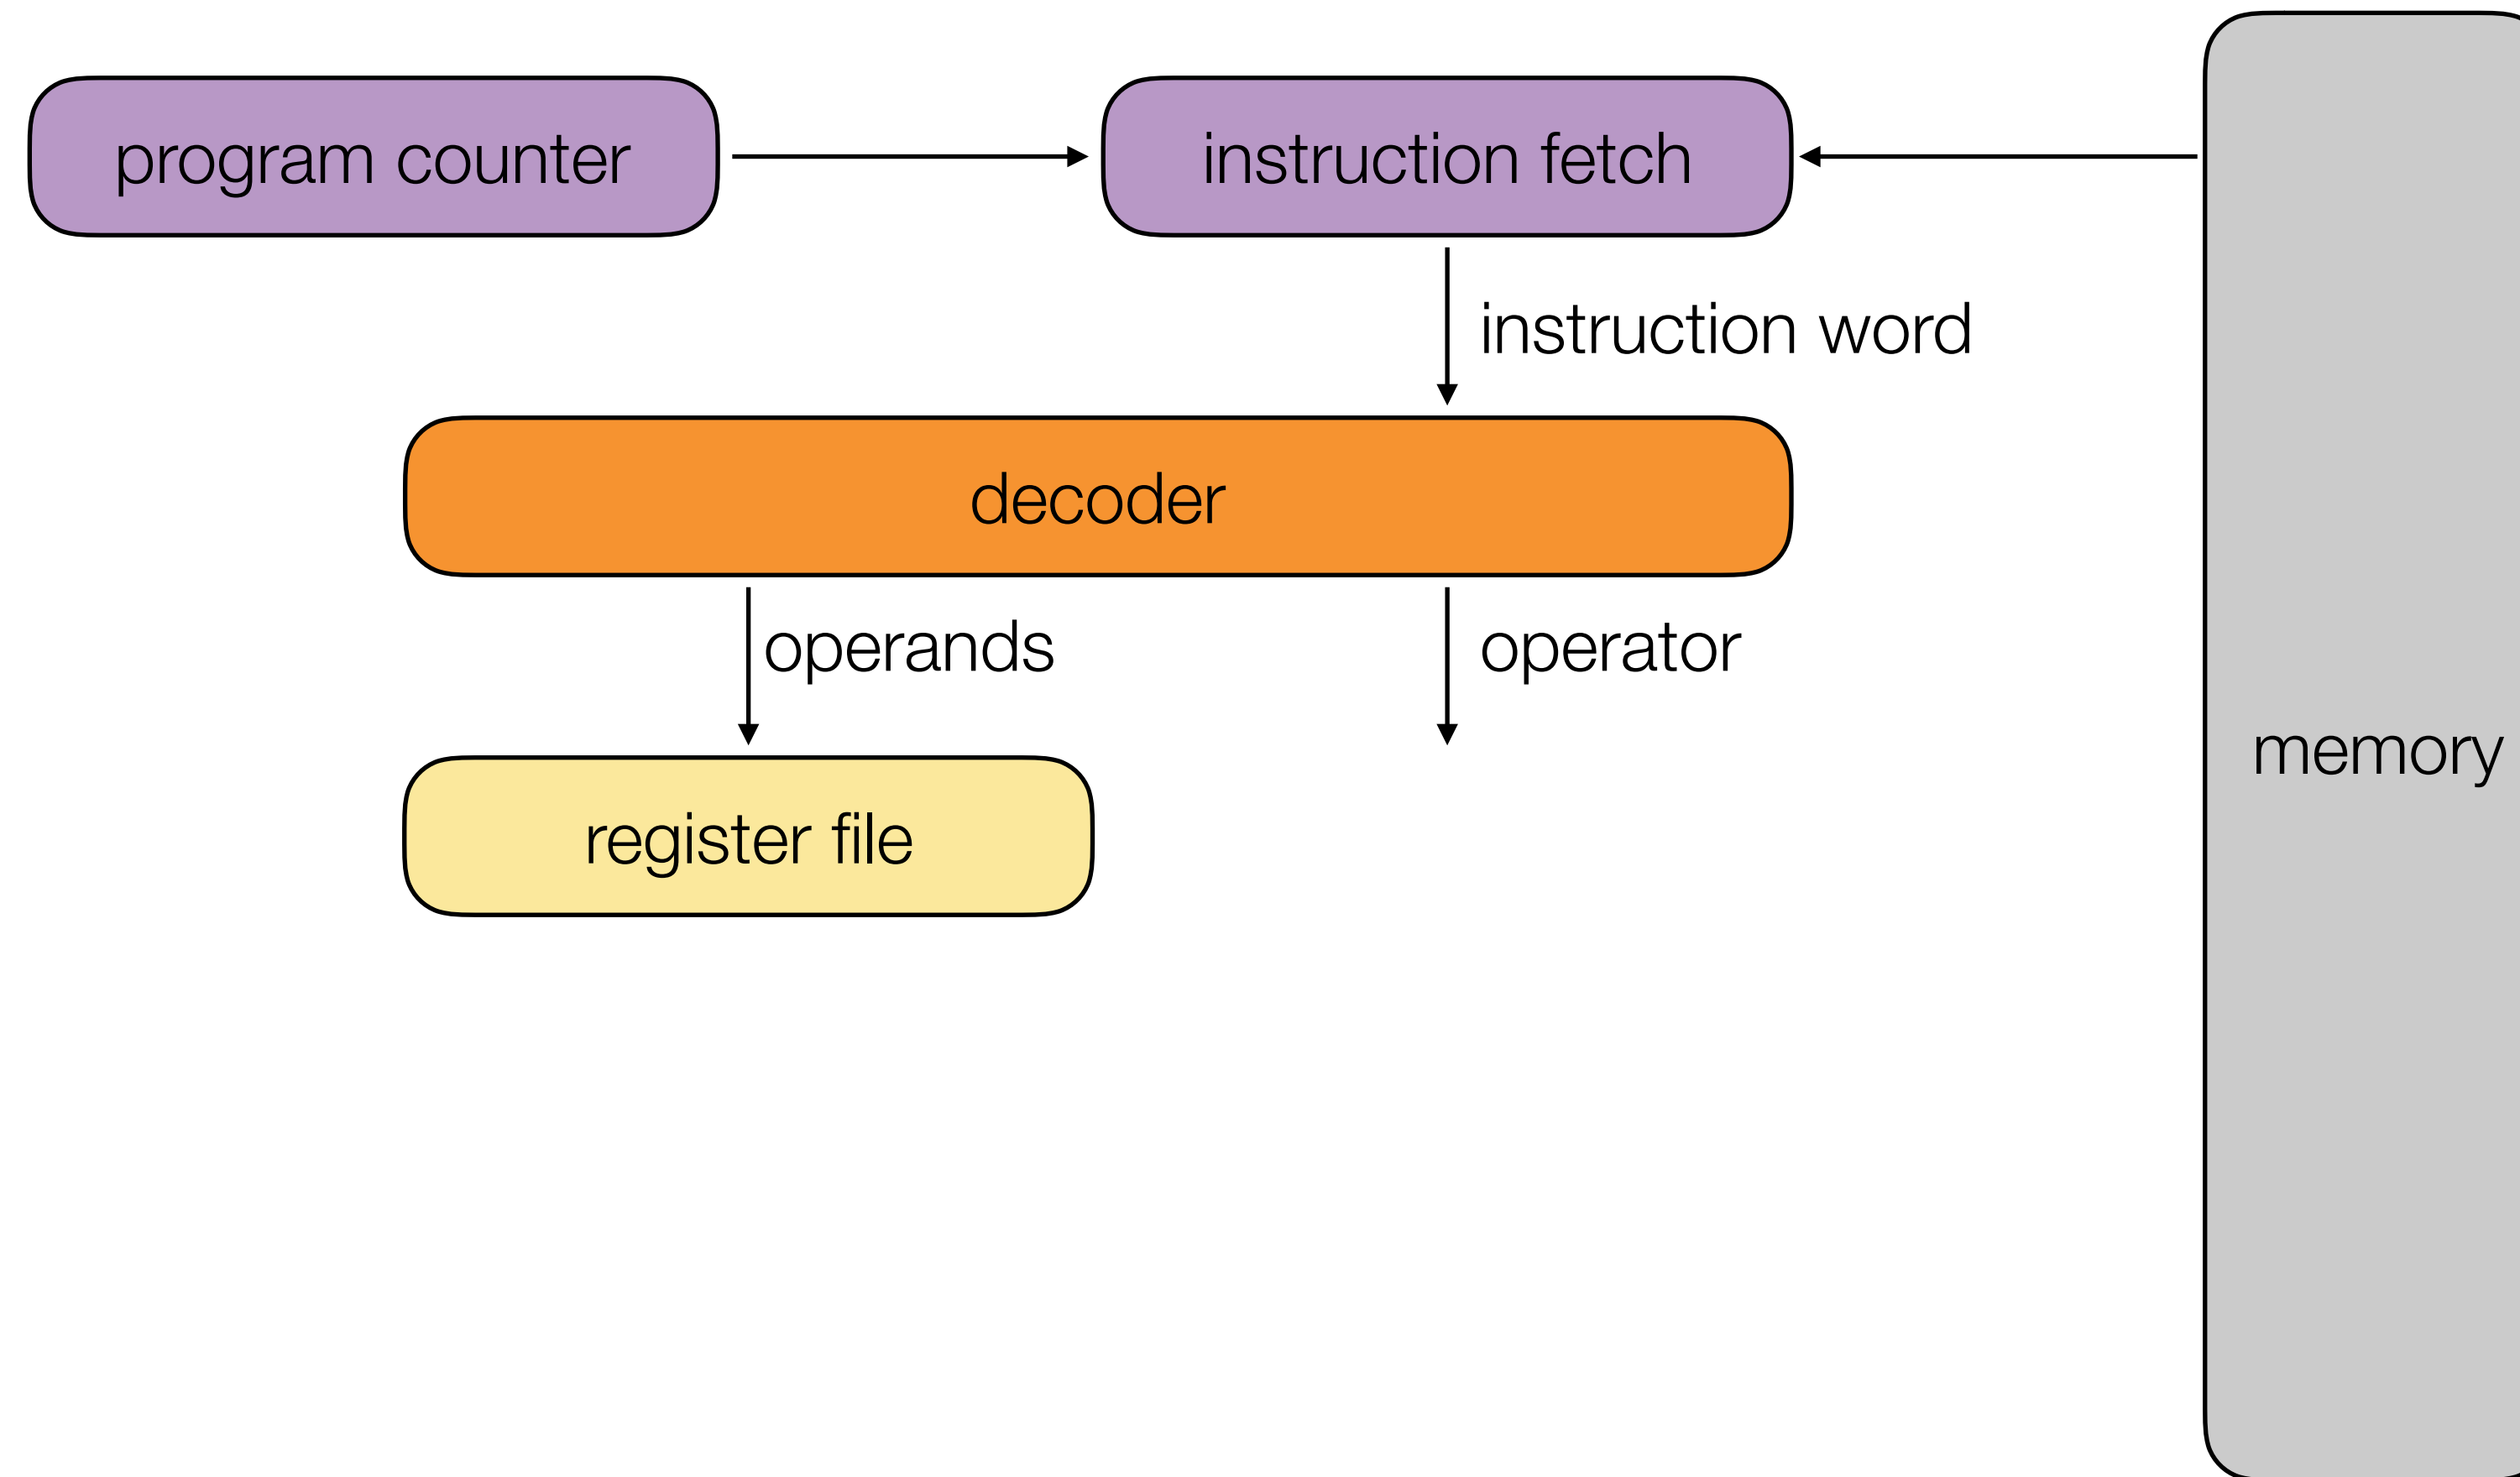 program counter
instruction fetch
instruction word
decoder
operands
operator
memory
register file